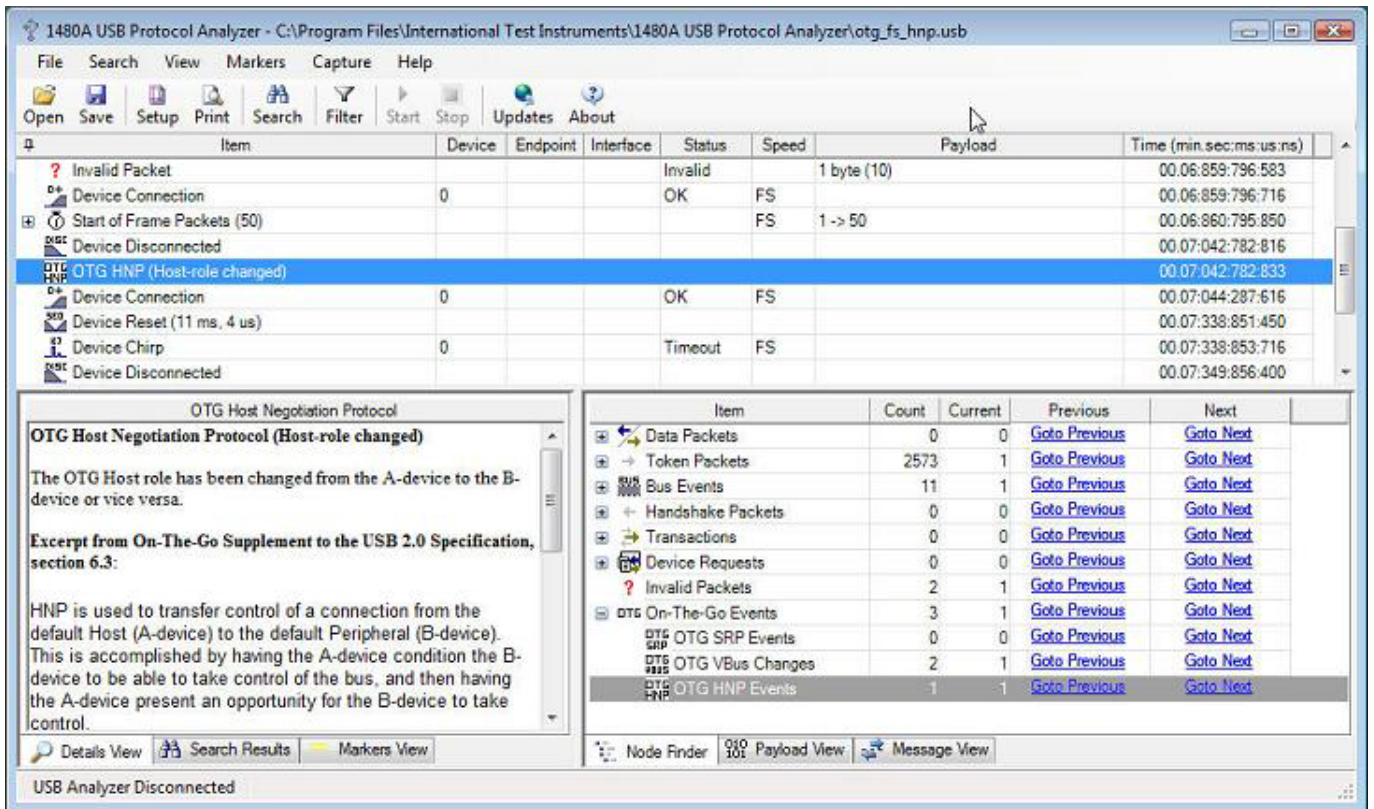 1480A USB Protocol Analyzer - C:\Program Files\International Test Instruments\1480A USB Protocol Analyzer\otg_fs_hnp.usb
File Search View Markers Capture Help
Open Save Setup Print Search Filter Start Stop Updates About
Item Device Endpoint Interface Status Speed Payload Time (min.sec:ms:us:ns)
? Invalid Packet Invalid 1 byte (10) 00.06:859:796:583
D+ Device Connection 0 OK FS 00.06:859:796:716
Start of Frame Packets (50) FS 1 -> 50 00.06:860:795:850
DISC Device Disconnected 00.07:042:782:816
OTG HNP OTG HNP (Host-role changed) 00.07:042:782:833
D+ Device Connection 0 OK FS 00.07:044:287:616
SE0 Device Reset (11 ms, 4 us) 00.07:338:851:450
Device Chirp 0 Timeout FS 00.07:338:853:716
DISC Device Disconnected 00.07:349:856:400
OTG Host Negotiation Protocol
OTG Host Negotiation Protocol (Host-role changed)
The OTG Host role has been changed from the A-device to the B-
device or vice versa.
Excerpt from On-The-Go Supplement to the USB 2.0 Specification,
section 6.3:
HNP is used to transfer control of a connection from the
default Host (A-device) to the default Peripheral (B-device).
This is accomplished by having the A-device condition the B-
device to be able to take control of the bus, and then having
the A-device present an opportunity for the B-device to take
control.
Details View Search Results Markers View
Item Count Current Previous Next
Data Packets 0 0 Goto Previous Goto Next
Token Packets 2573 1 Goto Previous Goto Next
BUS Bus Events 11 1 Goto Previous Goto Next
Handshake Packets 0 0 Goto Previous Goto Next
Transactions 0 0 Goto Previous Goto Next
Device Requests 0 0 Goto Previous Goto Next
? Invalid Packets 2 1 Goto Previous Goto Next
OTG On-The-Go Events 3 1 Goto Previous Goto Next
OTG SRP OTG SRP Events 0 0 Goto Previous Goto Next
OTG VBUS OTG VBus Changes 2 1 Goto Previous Goto Next
OTG HNP OTG HNP Events 1 1 Goto Previous Goto Next
Node Finder 010 101 Payload View Message View
USB Analyzer Disconnected